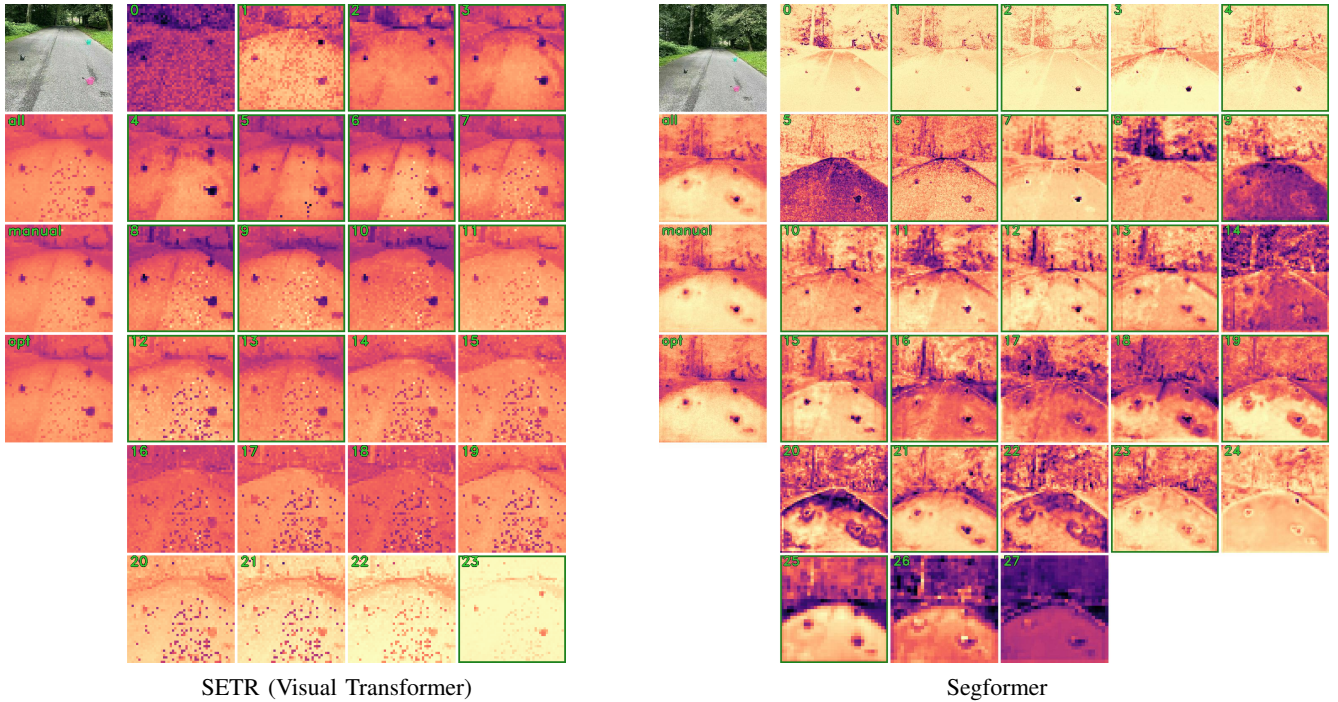 0 1 2 3
all 4 5 6 7
manual 8 9 10 11
opt 12 13 14 15
16 17 18 19
20 21 22 23
SETR (Visual Transformer)
0 1 2 3 4
all 5 6 7 8 9
manual 10 11 12 13 14
opt 15 16 17 18 19
20 21 22 23 24
25 26 27
Segformer